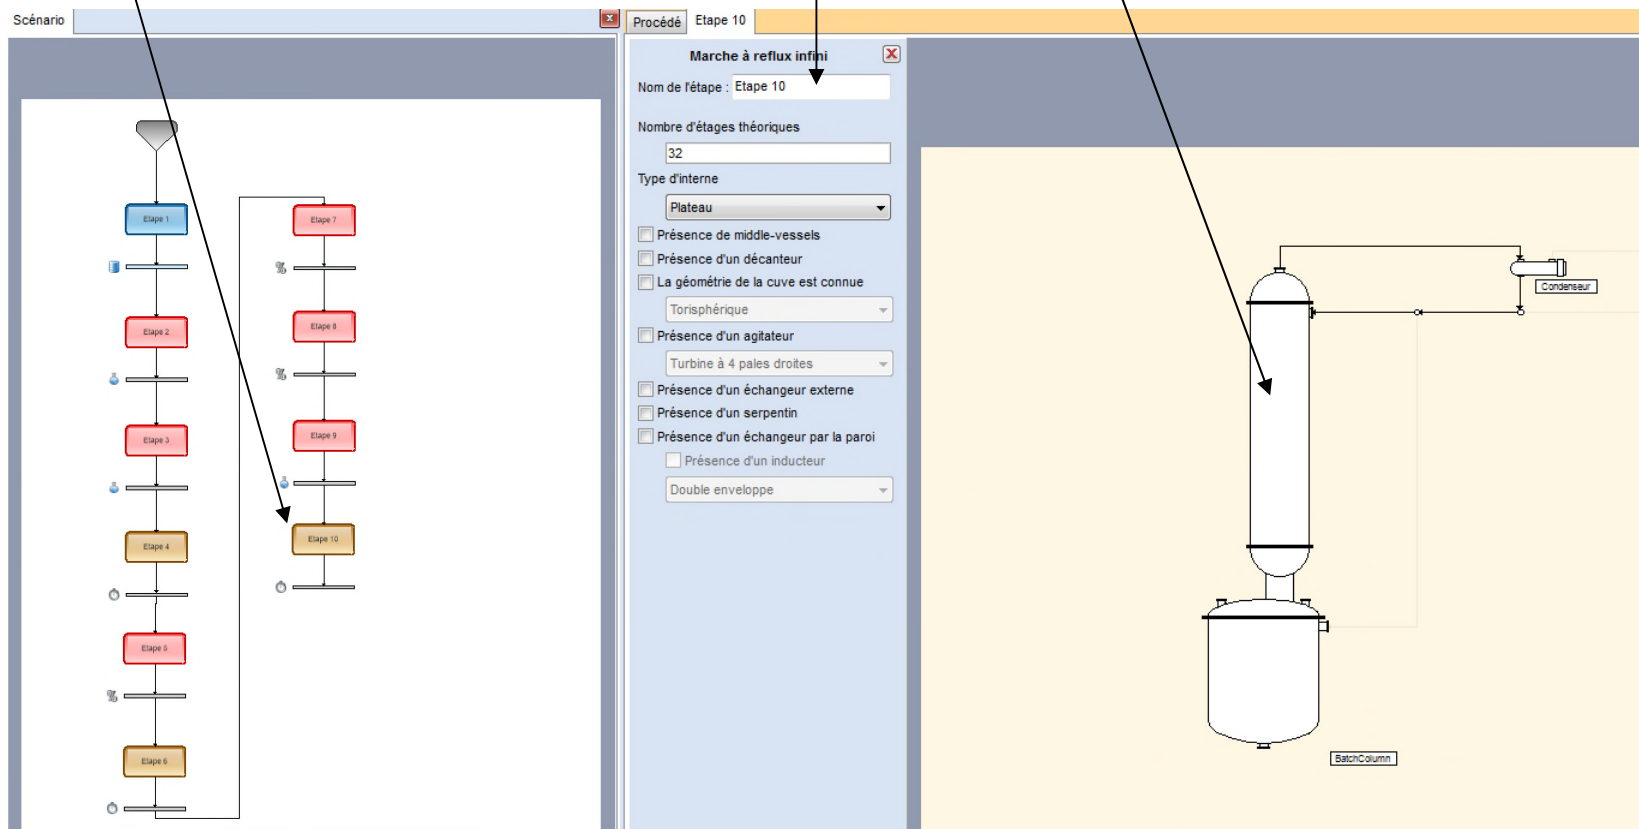 Scénario
Procédé
Etape 10
Etape 1
Etape 2
Etape 3
Etape 4
Etape 5
Etape 6
Etape 7
Etape 8
Etape 9
Etape 10
Marche à reflux infini
Nom de l'étape : Etape 10
Nombre d'étages théoriques
32
Type d'interne
Plateau
Présence de middle-vessels
Présence d'un décanteur
La géométrie de la cuve est connue
Torisphérique
Présence d'un agitateur
Turbine à 4 pales droites
Présence d'un échangeur externe
Présence d'un serpentin
Présence d'un échangeur par la paroi
Présence d'un inducteur
Double enveloppe
Condenseur
BatchColumn